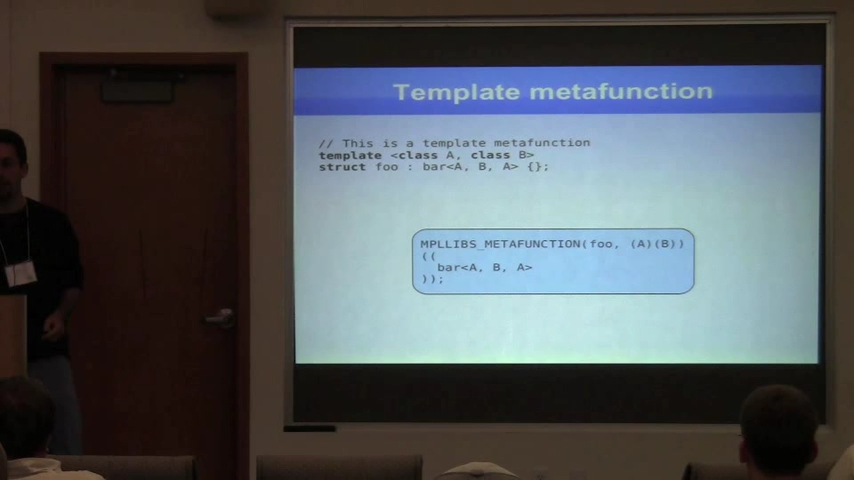 Template metafunction
// This is a template metafunction
template <class A, class B>
struct foo : bar<A, B, A> {};
MPLLIBS_METAFUNCTION(foo, (A)(B))
((
bar<A, B, A>
));